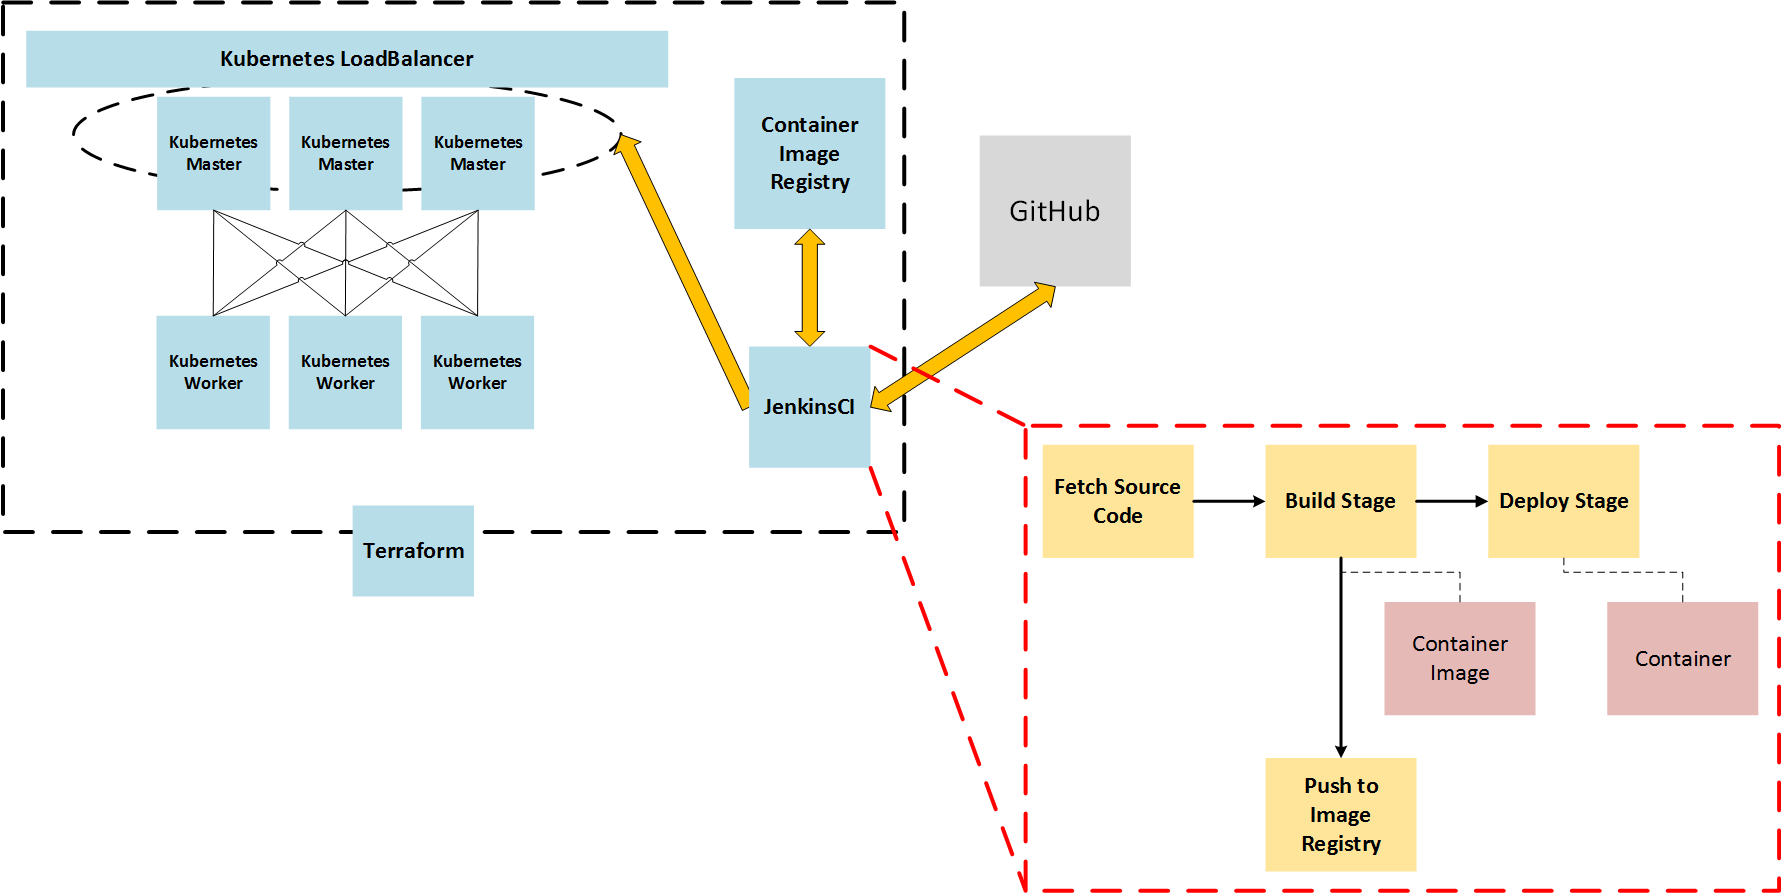 Kubernetes LoadBalancer
Kubernetes
Master
Kubernetes
Master
Kubernetes
Master
Kubernetes
Worker
Kubernetes
Worker
Kubernetes
Worker
Container
Image
Registry
GitHub
JenkinsCI
Terraform
Fetch Source
Code
Build Stage
Deploy Stage
Container
Image
Container
Push to
Image
Registry